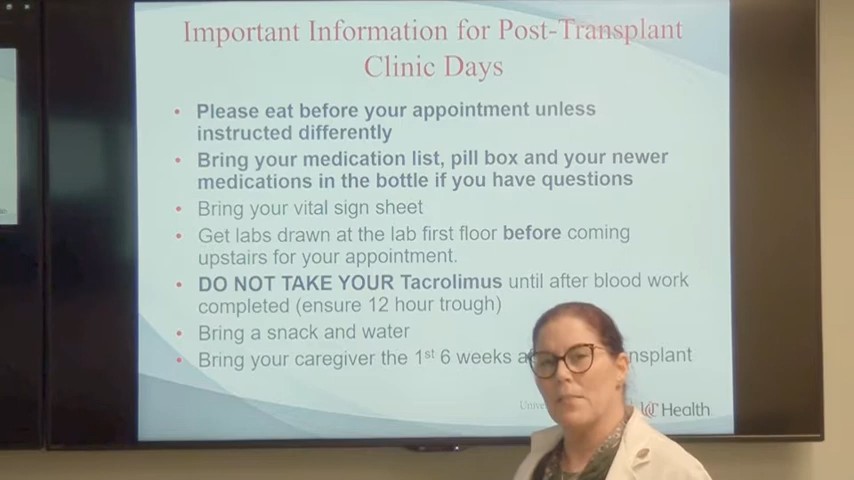 Important Information for Post-Transplant
Clinic Days
• Please eat before your appointment unless
instructed differently
• Bring your medication list, pill box and your newer
medications in the bottle if you have questions
• Bring your vital sign sheet
• Get labs drawn at the lab first floor before coming
upstairs for your appointment.
• DO NOT TAKE YOUR Tacrolimus until after blood work
completed (ensure 12 hour trough)
• Bring a snack and water
• Bring your caregiver the 1st 6 weeks a nsplant
Health